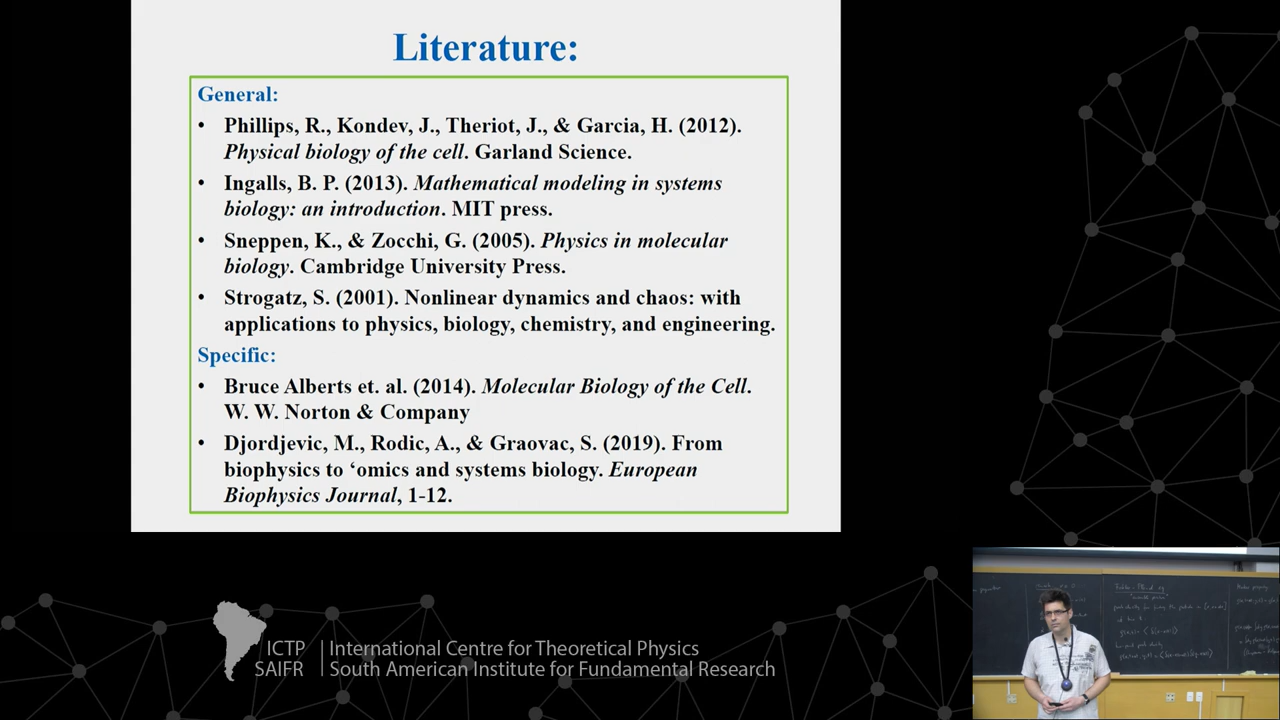 Literature:
General:
• Phillips, R., Kondev, J., Theriot, J., & Garcia, H. (2012).
Physical biology of the cell. Garland Science.
• Ingalls, B. P. (2013). Mathematical modeling in systems
biology: an introduction. MIT press.
• Sneppen, K., & Zocchi, G. (2005). Physics in molecular
biology. Cambridge University Press.
• Strogatz, S. (2001). Nonlinear dynamics and chaos: with
applications to physics, biology, chemistry, and engineering.
Specific:
• Bruce Alberts et. al. (2014). Molecular Biology of the Cell.
W. W. Norton & Company
• Djordjevic, M., Rodic, A., & Graovac, S. (2019). From
biophysics to ‘omics and systems biology. European
Biophysics Journal, 1-12.
ICTP
SAIFR
International Centre for Theoretical Physics
South American Institute for Fundamental Research